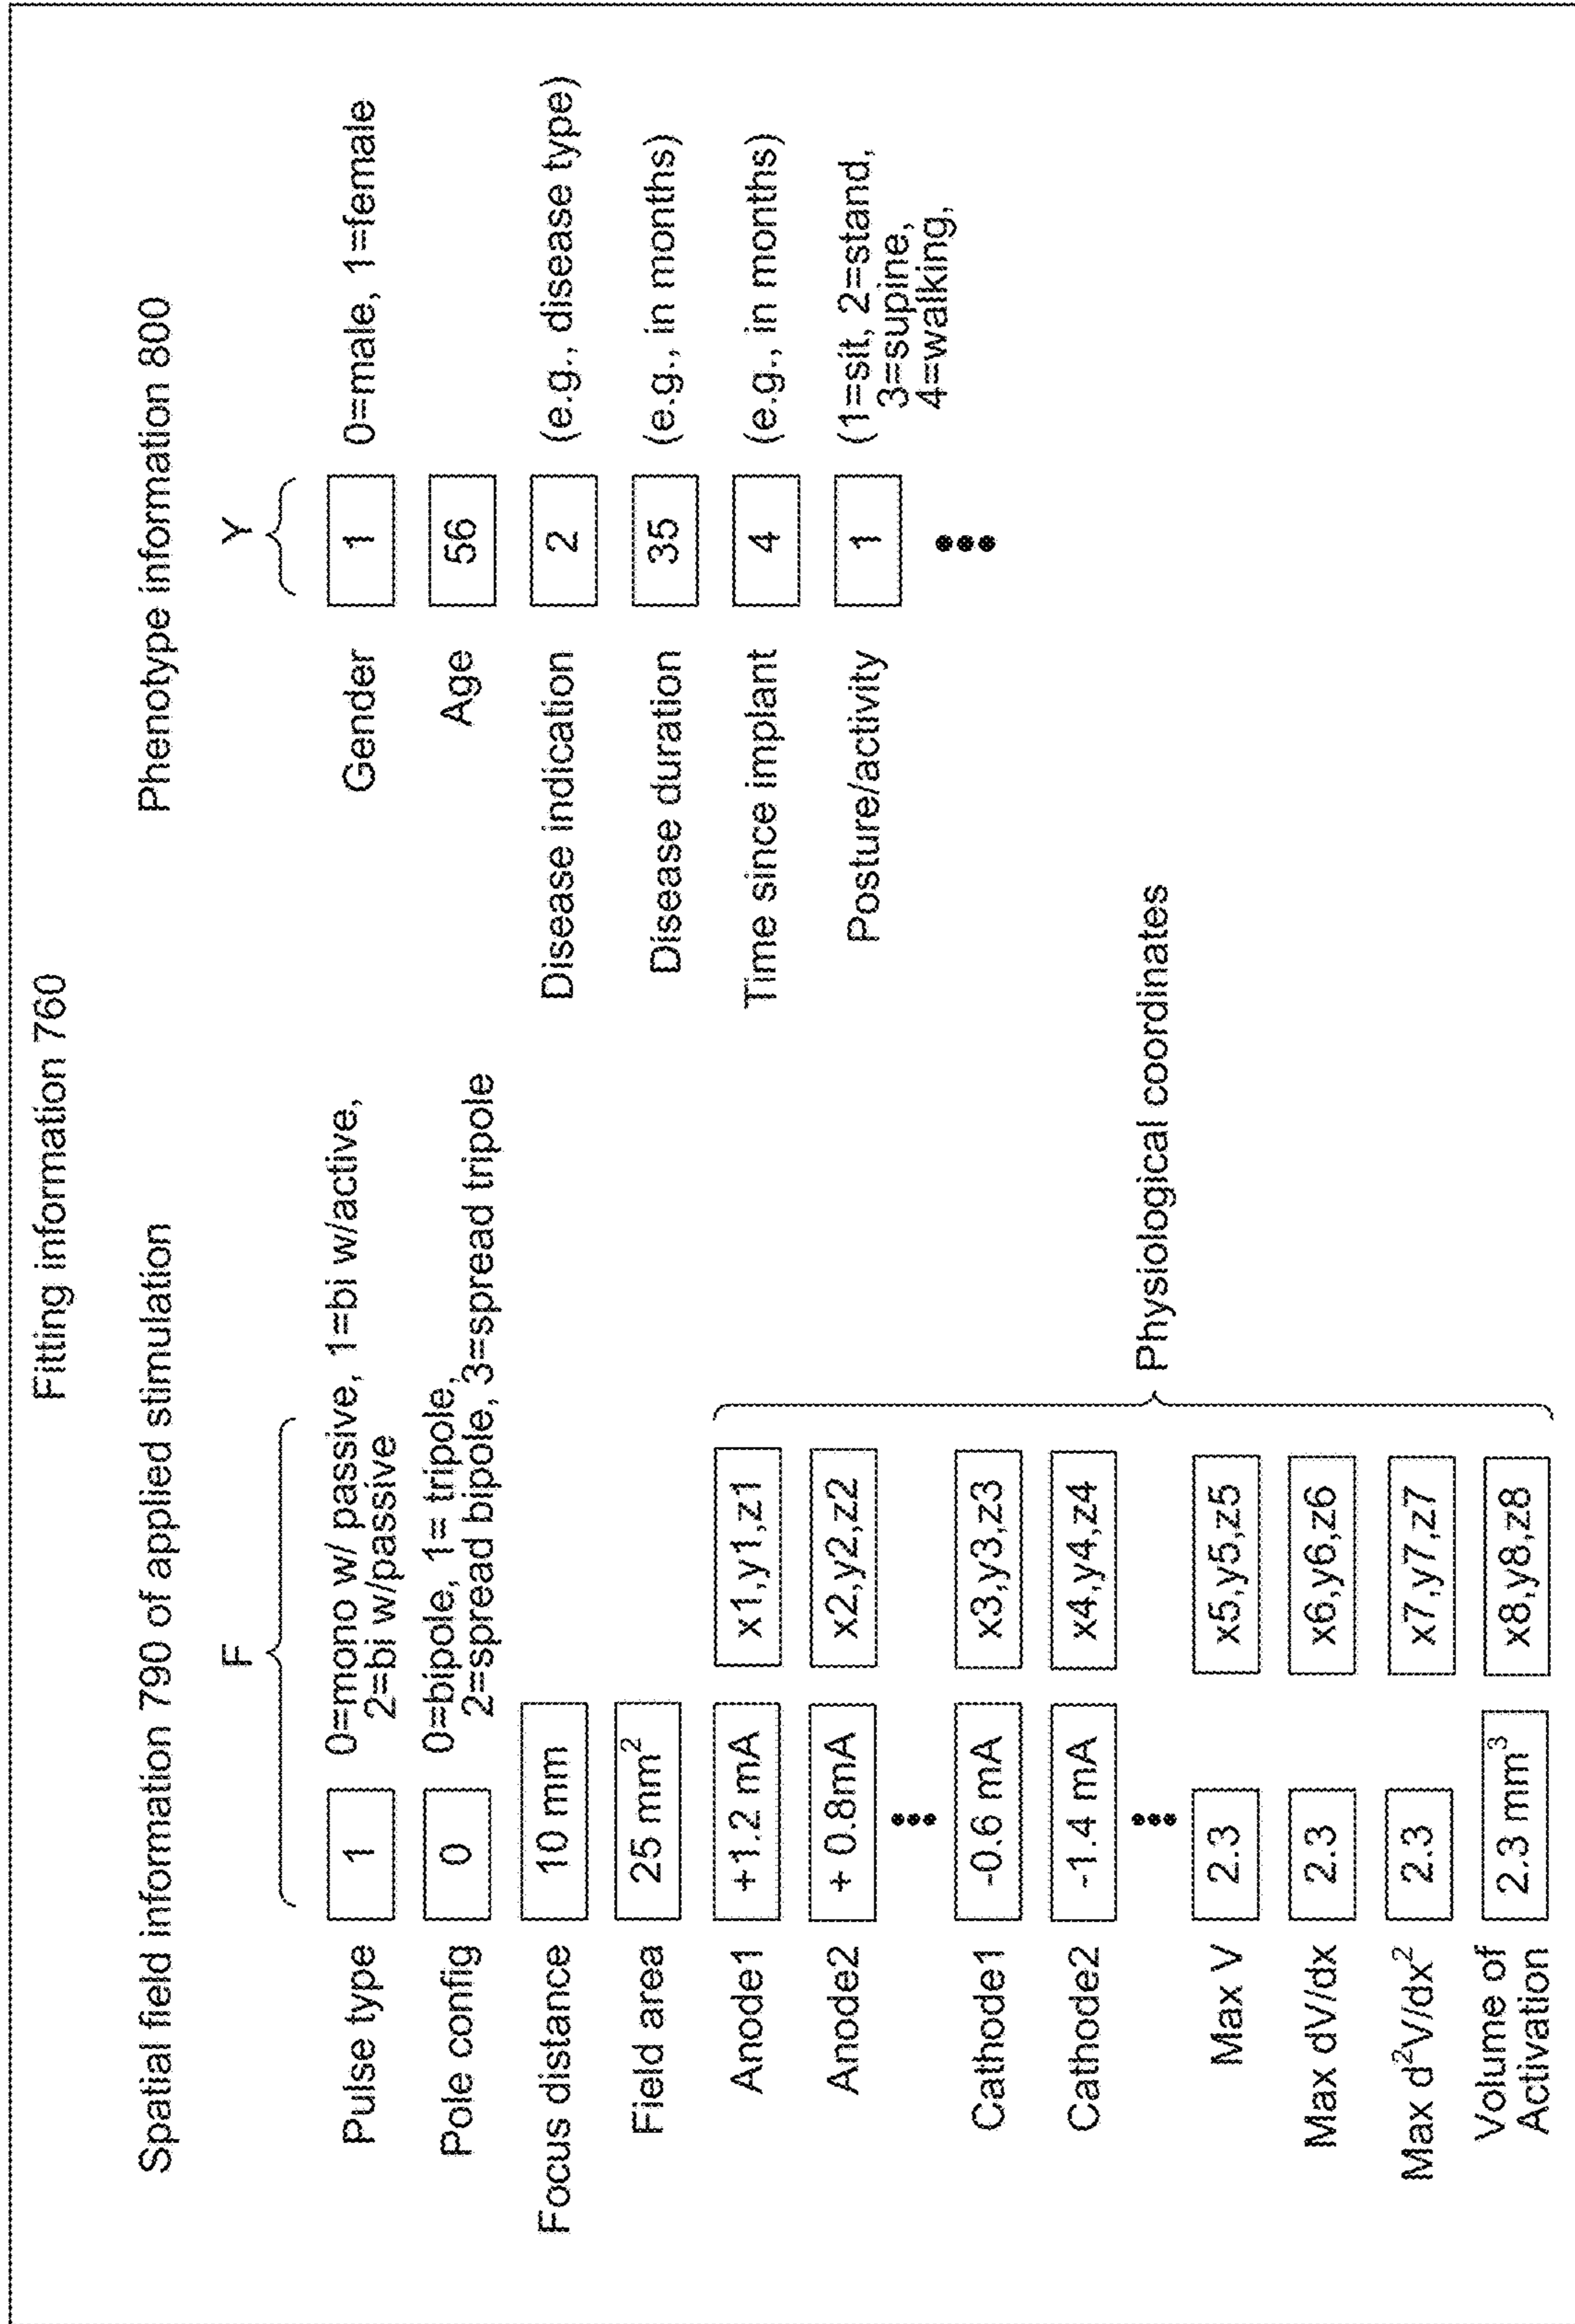 Fitting information 760
Spatial field information 790 of applied stimulation
F
Pulse type 1 0=mono w/ passive, 1=bi w/active,
2=bi w/passive
Pole config 0 0=bipole, 1= tripole,
2=spread bipole, 3=spread tripole
Focus distance 10 mm
Field area 25 mm²
Anode1 +1.2 mA x1,y1,z1
Anode2 + 0.8mA x2,y2,z2
Cathode1 -0.6 mA x3,y3,z3
Cathode2 -1.4 mA x4,y4,z4
Max V 2.3 x5,y5,z5
Max dV/dx 2.3 x6,y6,z6
Max d²V/dx² 2.3 x7,y7,z7
Volume of
Activation 2.3 mm³ x8,y8,z8
Physiological coordinates
Phenotype information 800
Y
Gender 1 0=male, 1=female
Age 56
Disease indication 2 (e.g., disease type)
Disease duration 35 (e.g., in months)
Time since implant 4 (e.g., in months)
Posture/activity 1 (1=sit, 2=stand,
3=supine,
4=walking,